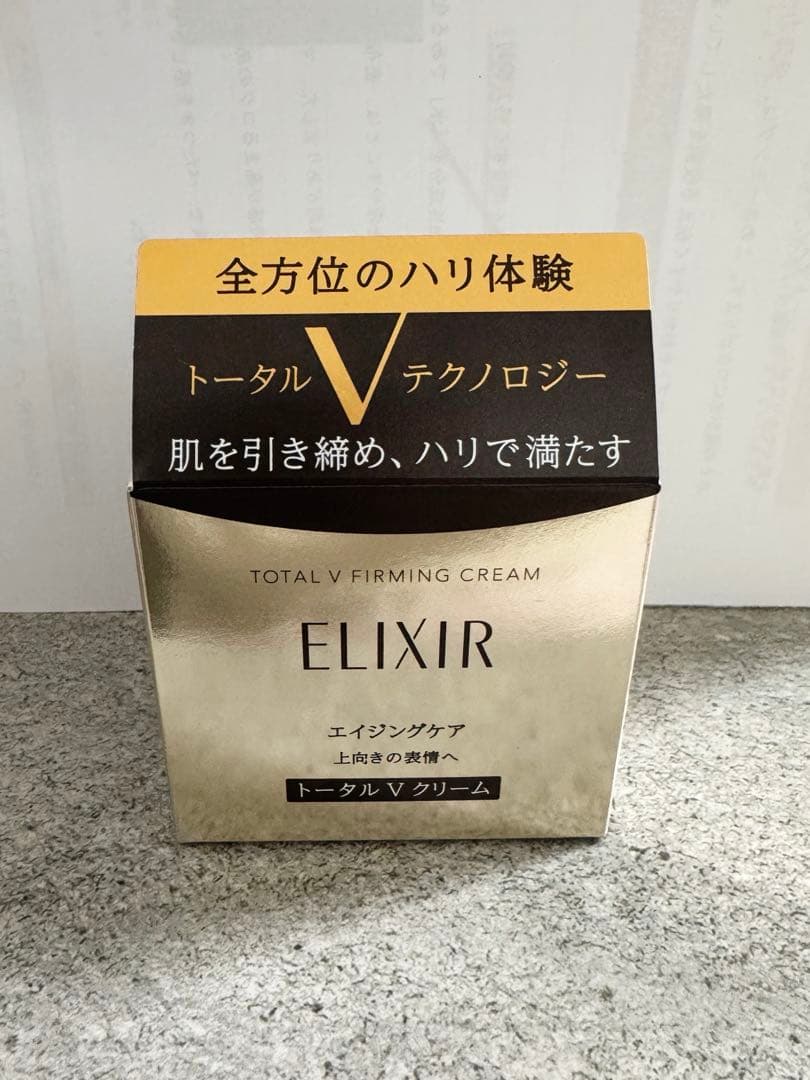 全方位のハリ体験
トータルVテクノロジー
肌を引き締め、ハリで満たす
TOTAL V FIRMING CREAM
ELIXIR
エイジングケア
上向きの表情へ
トータル V クリーム